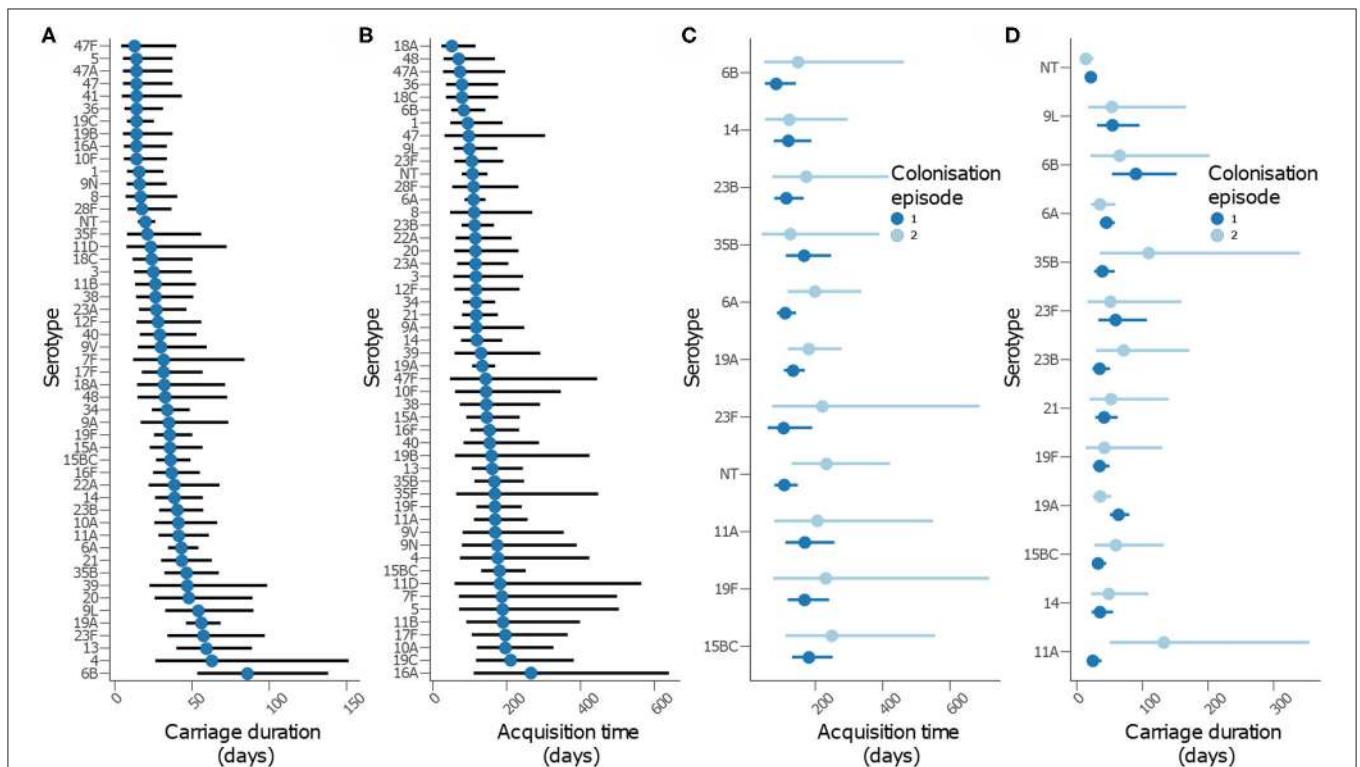 A
47F
5
47A
47
41
36
19C
19B
16A
10F
1
9N
8
28F
NT
35F
11D
18C
3
11B
38
23A
12F
40
9V
7F
17F
18A
48
34
9A
19F
15A
15BC
16F
22A
14
23B
10A
11A
6A
21
35B
39
20
9L
19A
23F
13
4
6B
Serotype
0
50
100
150
Carriage duration
(days)
B
18A
48
47A
36
18C
6B
1
47
9L
23F
NT
28F
6A
8
23B
22A
20
23A
3
12F
34
21
9A
14
39
19A
47F
10F
38
15A
16F
40
19B
13
35B
35F
19F
11A
9V
9N
4
15BC
11D
7F
5
11B
17F
10A
19C
16A
Serotype
0
200
400
600
Acquisition time
(days)
C
6B
14
23B
35B
6A
19A
23F
NT
11A
19F
15BC
Serotype
Colonisation
episode
1
2
200
400
600
Acquisition time
(days)
D
NT
9L
6B
6A
35B
23F
23B
21
19F
19A
15BC
14
11A
Serotype
Colonisation
episode
1
2
0
100
200
300
Carriage duration
(days)